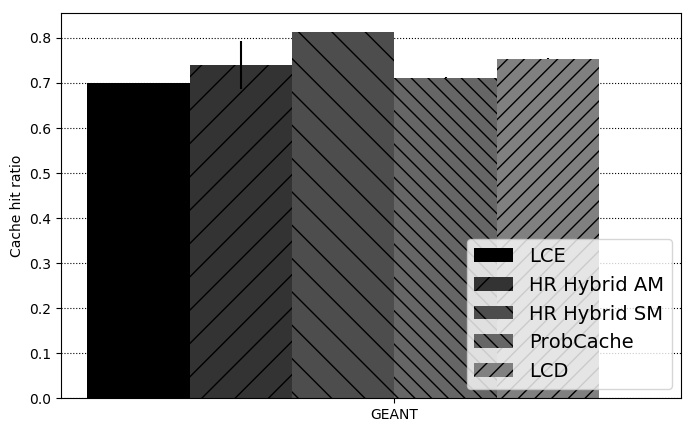 Cache hit ratio
0.8
0.7
0.6
0.5
0.4
0.3
0.2
0.1
0.0
GEANT
LCE
HR Hybrid AM
HR Hybrid SM
ProbCache
LCD